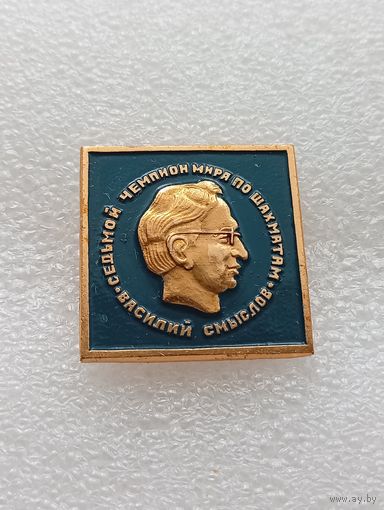 СЕДЬМОЙ ЧЕМПИОН МИРА ПО ШАХМАТАМ
• ВАСИЛИЙ СМЫСЛОВ •
www.ay.by